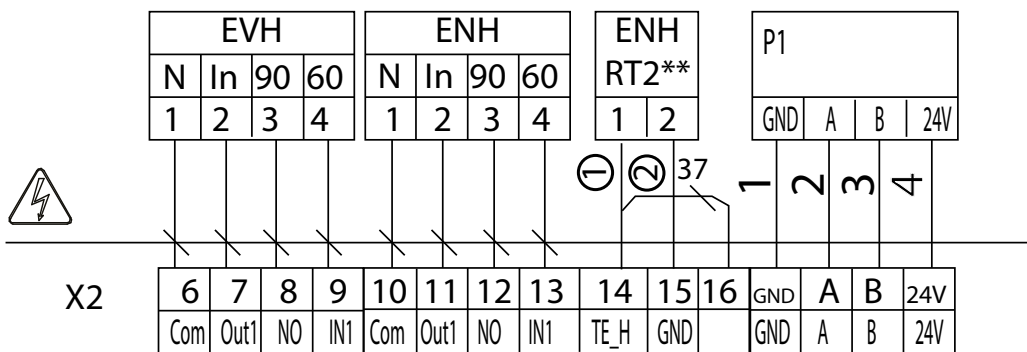 EVH ENH ENH P1
N In 90 60 N In 90 60 RT2**
1 2 3 4 1 2 3 4 1 2 GND A B 24V
1 2 37 1 2 3 4
X2 6 7 8 9 10 11 12 13 14 15 16 GND A B 24V
Com Out1 NO IN1 Com Out1 NO IN1 TE_H GND GND A B 24V